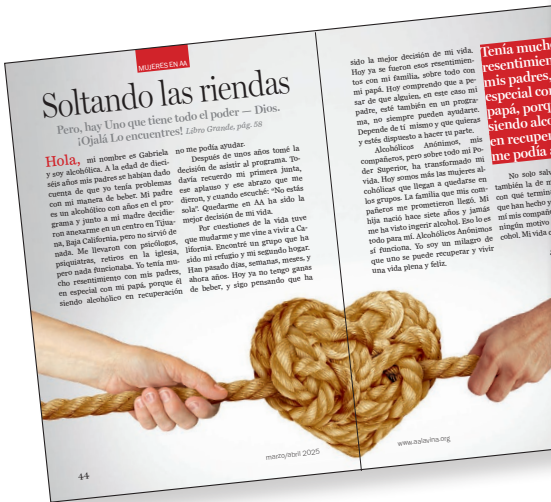 MUJERES EN AA
Soltando las riendas
Pero, hay Uno que tiene todo el poder — Dios.
¡Ojalá Lo encuentres! Libro Grande, pág. 58
Hola, mi nombre es Gabriela
y soy alcohólica. A la edad de dieci-
séis años mis padres se habían dado
cuenta de que yo tenía problemas
con mi manera de beber. Mi padre
es un alcohólico con años en el pro-
grama y junto a mi madre decidie-
ron anexarme en un centro en Tijua-
na, Baja California, pero no sirvió de
nada. Me llevaron con psicólogos,
psiquiatras, retiros en la iglesia,
pero nada funcionaba. Yo tenía mu-
cho resentimiento con mis padres,
en especial con mi papá, porque él
siendo alcohólico en recuperación
no me podía ayudar.
Después de unos años tomé la
decisión de asistir al programa. To-
davía recuerdo mi primera junta,
ese aplauso y ese abrazo que me
dieron, y cuando escuché: “No estás
sola”. Quedarme en AA ha sido la
mejor decisión de mi vida.
Por cuestiones de la vida tuve
que mudarme y me vine a vivir a Ca-
lifornia. Encontré un grupo que ha
sido mi refugio y mi segundo hogar.
Han pasado días, semanas, meses, y
ahora años. Hoy ya no tengo ganas
de beber, y sigo pensando que ha
sido la mejor decisión de mi vida.
Hoy ya se fueron esos resentimien-
tos con mi familia, sobre todo con
mi papá. Hoy comprendo que a pe-
sar de que alguien, en este caso mi
padre, esté también en un progra-
ma, no siempre pueden ayudarte.
Depende de ti mismo y que quieras
y estés dispuesto a hacer tu parte.
Alcohólicos Anónimos, mis
compañeros, pero sobre todo mi Po-
der Superior, ha transformado mi
vida. Hoy somos más las mujeres al-
cohólicas que llegan a quedarse en
los grupos. La familia que mis com-
pañeros me prometieron llegó. Mi
hija nació hace siete años y jamás
me ha visto ingerir alcohol. Eso lo es
todo para mí. Alcohólicos Anónimos
sí funciona. Yo soy un milagro de
que uno se puede recuperar y vivir
una vida plena y feliz.
Tenía mucho
resentimien
mis padres,
especial con
papá, porq
siendo alco
en recuper
me podía
No solo salv
también la de m
con qué termin
que han hecho y
mí mis compañe
ningún motivo
cohol. Mi vida
44
marzo/abril 2025
www.aalavina.org